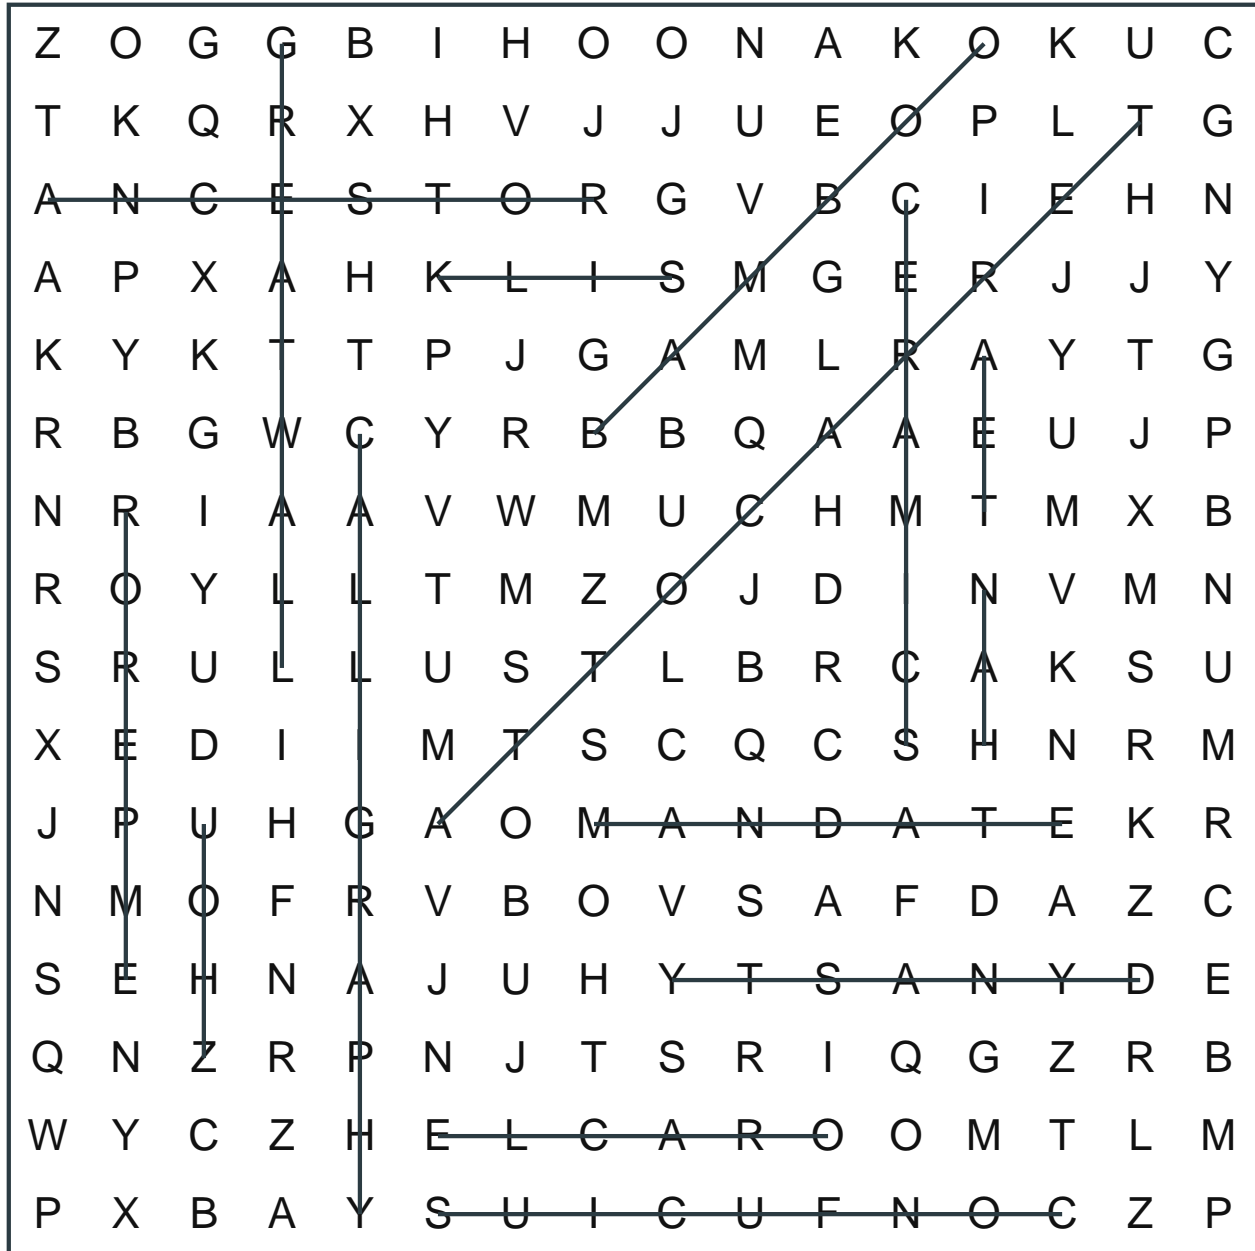 Z O G G B I H O O N A K O K U C
T K Q R X H V J J U E O P L T G
A N C E S T O R G V B C I E H N
A P X A H K L I S M G E R J J Y
K Y K T T P J G A M L R A Y T G
R B G W C Y R B B Q A A E U J P
N R I A A V W M U C H M T M X B
R O Y L L T M Z O J D I N V M N
S R U L L U S T L B R C A K S U
X E D I I M T S C Q C S H N R M
J P U H G A O M A N D A T E K R
N M O F R V B O V S A F D A Z C
S E H N A J U H Y T S A N Y D E
Q N Z R P N J T S R I Q G Z R B
W Y C Z H E L C A R O O M T L M
P X B A Y S U I C U F N O C Z P